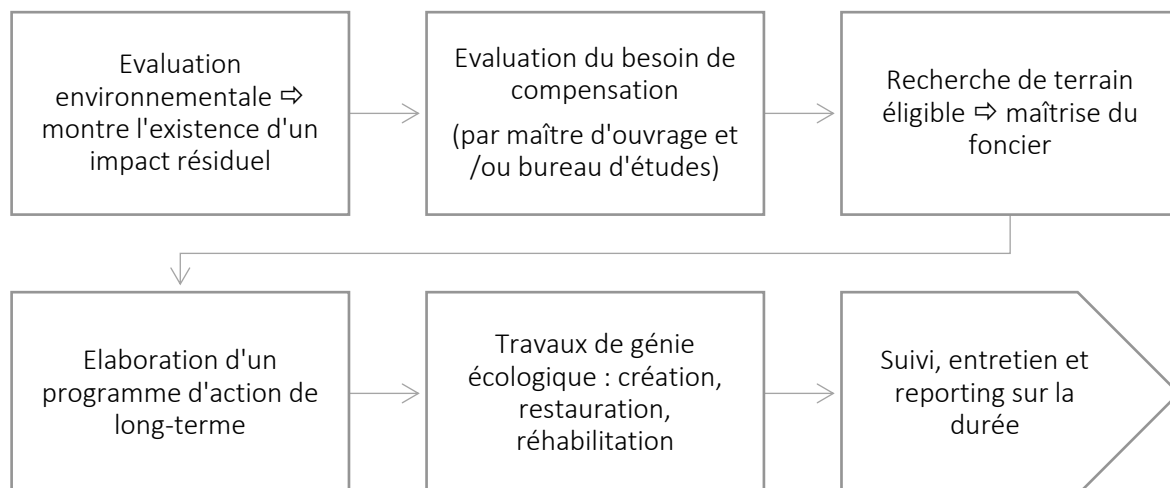 Evaluation
environnementale ⇨
montre l'existence d'un
impact résiduel
Evaluation du besoin de
compensation
(par maître d'ouvrage et
/ou bureau d'études)
Recherche de terrain
éligible ⇨ maîtrise du
foncier
Elaboration d'un
programme d'action de
long-terme
Travaux de génie
écologique : création,
restauration,
réhabilitation
Suivi, entretien et
reporting sur la
durée